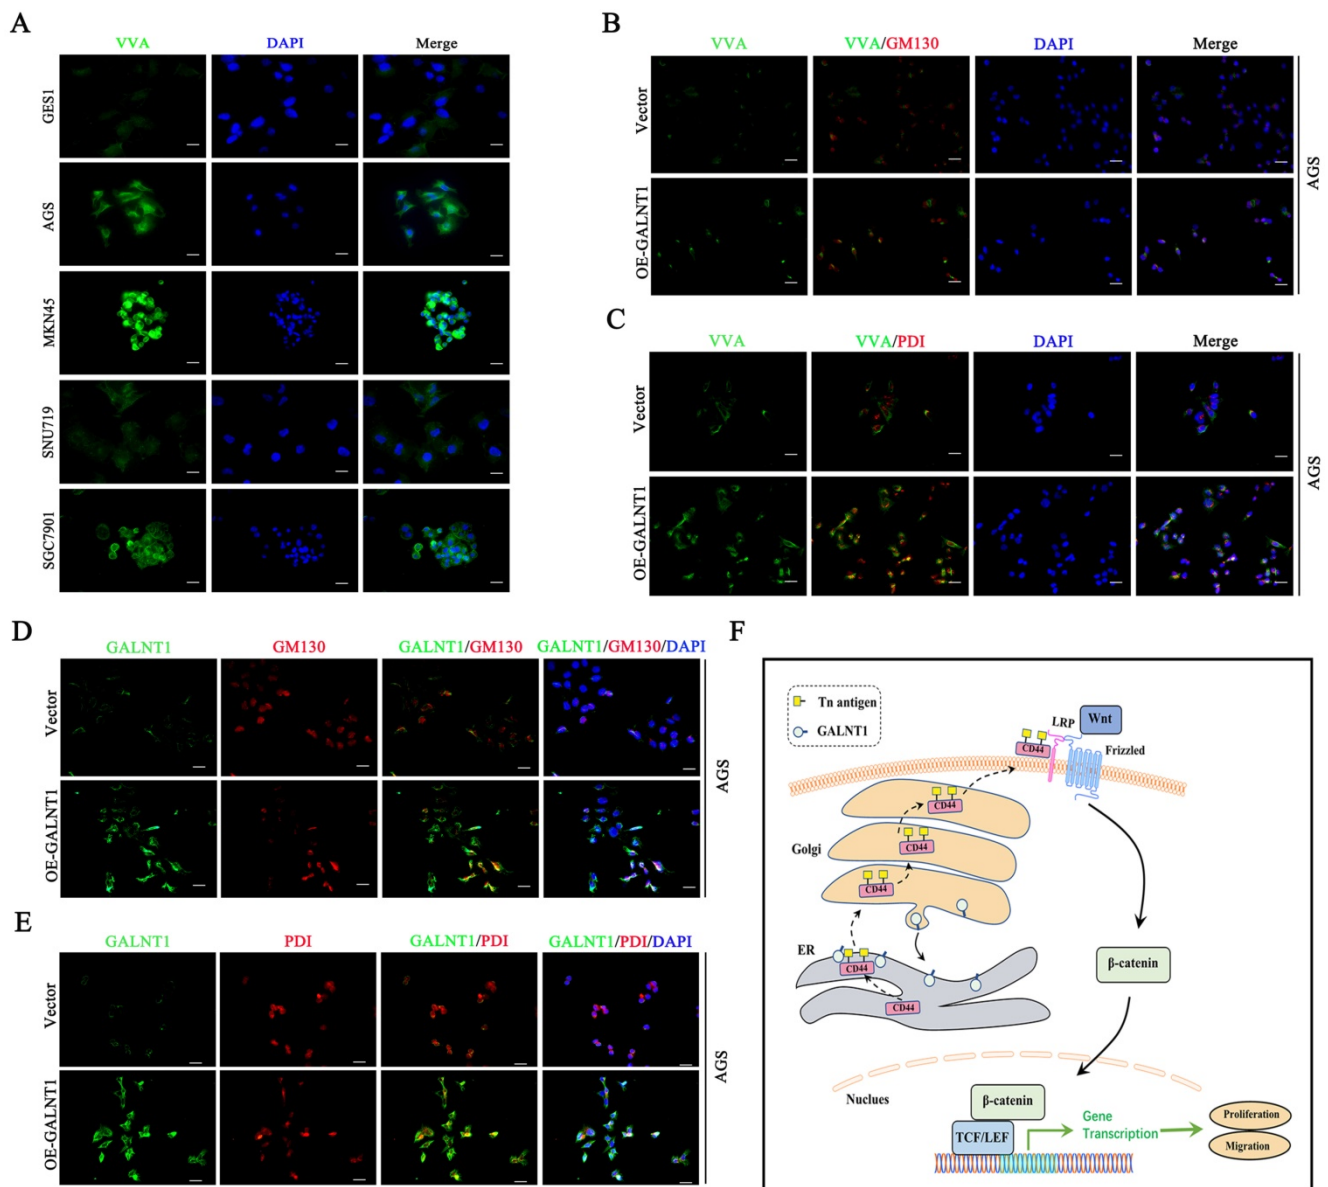 A
VVA DAPI Merge
GES1
AGS
MKN45
SNU719
SGC7901
B
VVA VVA/GM130 DAPI Merge
Vector
OE-GALNT1
AGS
C
VVA VVA/PDI DAPI Merge
Vector
OE-GALNT1
AGS
D
GALNT1 GM130 GALNT1/GM130 GALNT1/GM130/DAPI
Vector
OE-GALNT1
AGS
E
GALNT1 PDI GALNT1/PDI GALNT1/PDI/DAPI
Vector
OE-GALNT1
AGS
F
Tn antigen
GALNT1
LRP
Wnt
CD44
Frizzled
CD44
Golgi
CD44
CD44
ER
CD44
CD44
β-catenin
Nuclues
β-catenin
TCF/LEF
Gene
Transcription
Proliferation
Migration